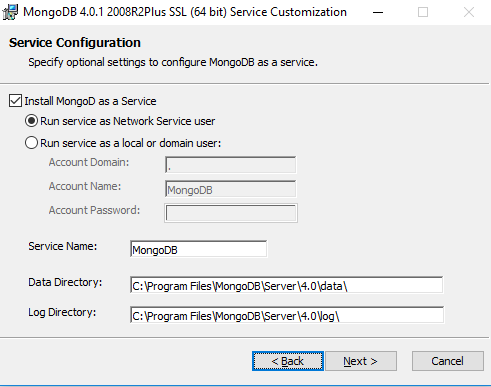 MongoDB 4.0.1 2008R2Plus SSL (64 bit) Service Customization
Service Configuration
Specify optional settings to configure MongoDB as a service.
Install MongoD as a Service
Run service as Network Service user
Run service as a local or domain user:
Account Domain: .
Account Name: MongoDB
Account Password:
Service Name: MongoDB
Data Directory: C:\Program Files\MongoDB\Server\4.0\data\
Log Directory: C:\Program Files\MongoDB\Server\4.0\log\
< Back Next > Cancel